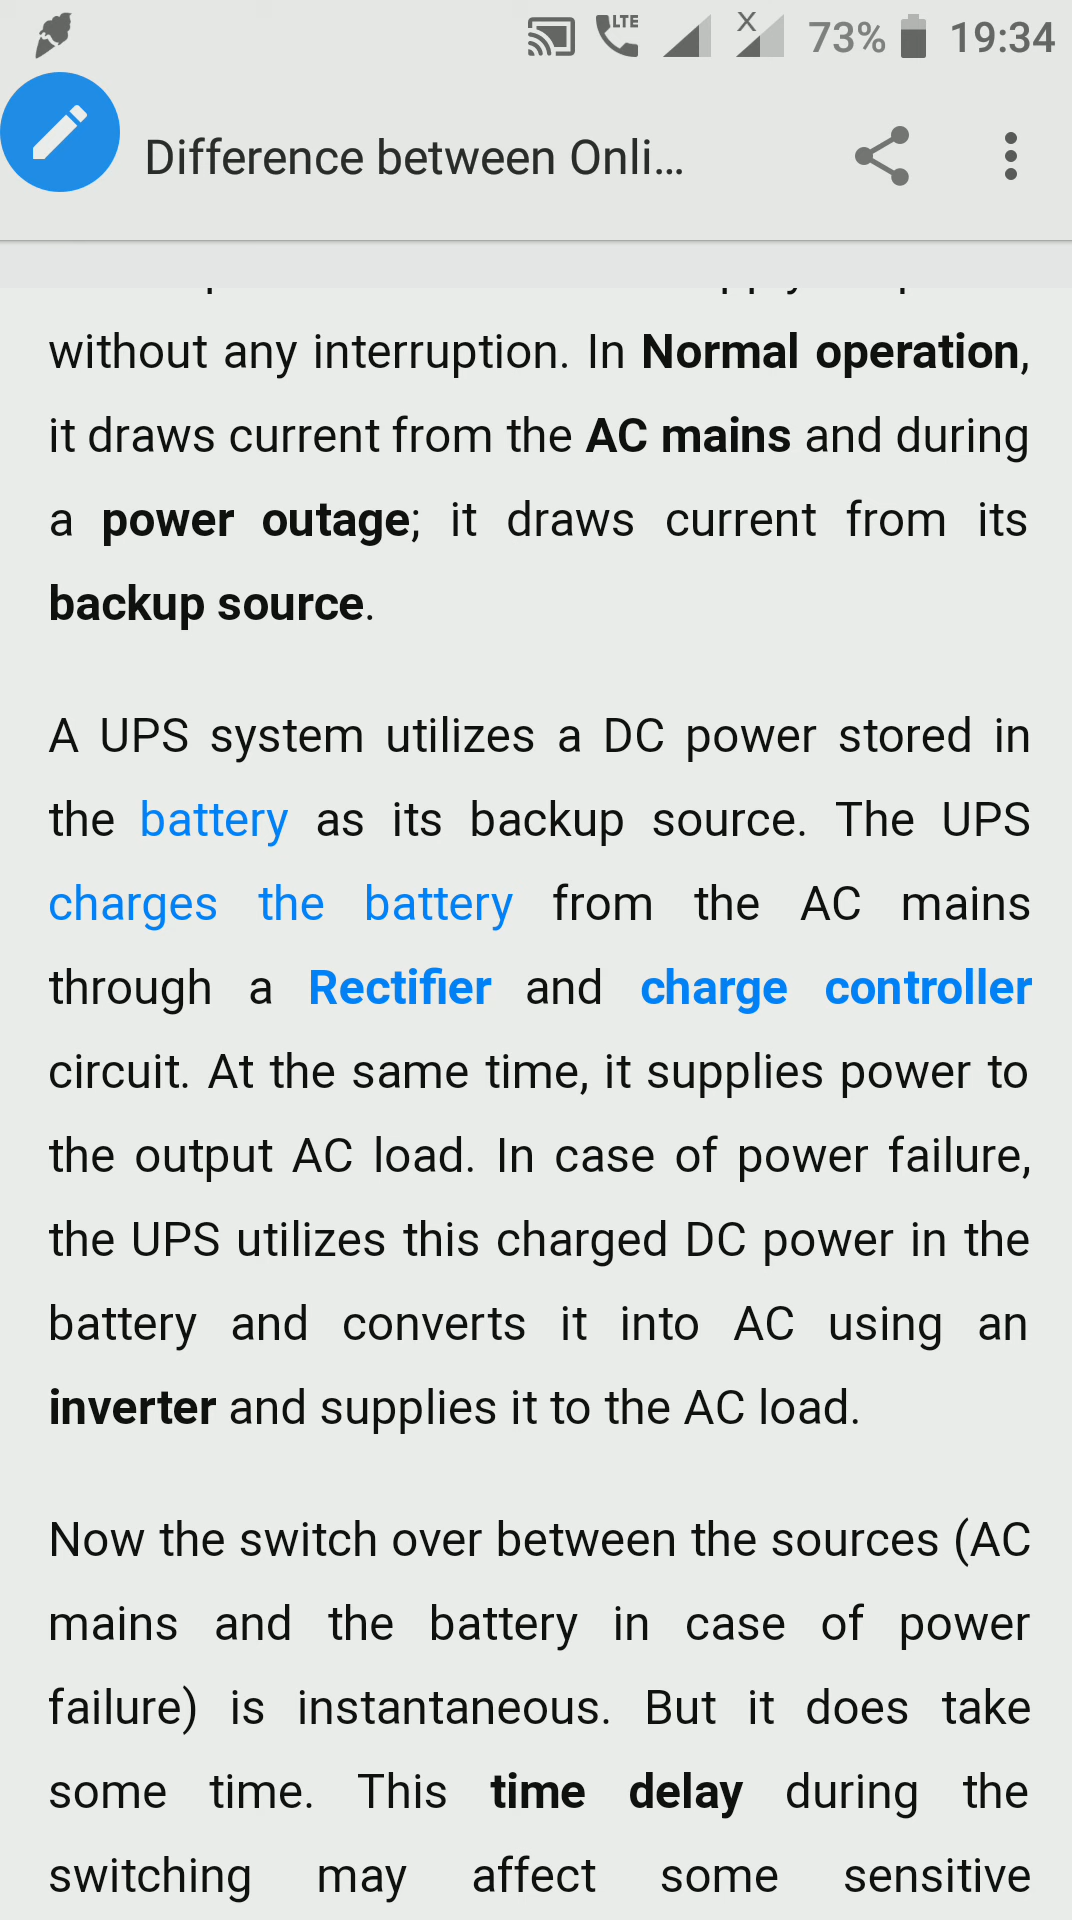 LTE X 73% 19:34
Difference between Onli...
without any interruption. In Normal operation,
it draws current from the AC mains and during
a power outage; it draws current from its
backup source.
A UPS system utilizes a DC power stored in
the battery as its backup source. The UPS
charges the battery from the AC mains
through a Rectifier and charge controller
circuit. At the same time, it supplies power to
the output AC load. In case of power failure,
the UPS utilizes this charged DC power in the
battery and converts it into AC using an
inverter and supplies it to the AC load.
Now the switch over between the sources (AC
mains and the battery in case of power
failure) is instantaneous. But it does take
some time. This time delay during the
switching may affect some sensitive